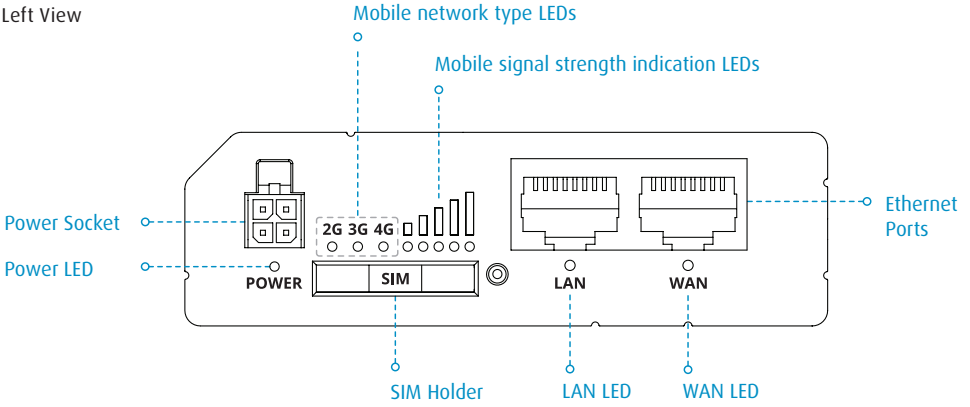 Left View
Mobile network type LEDs
Mobile signal strength indication LEDs
Power Socket
Ethernet
Ports
2G 3G 4G
Power LED
POWER
SIM
LAN
WAN
SIM Holder
LAN LED
WAN LED